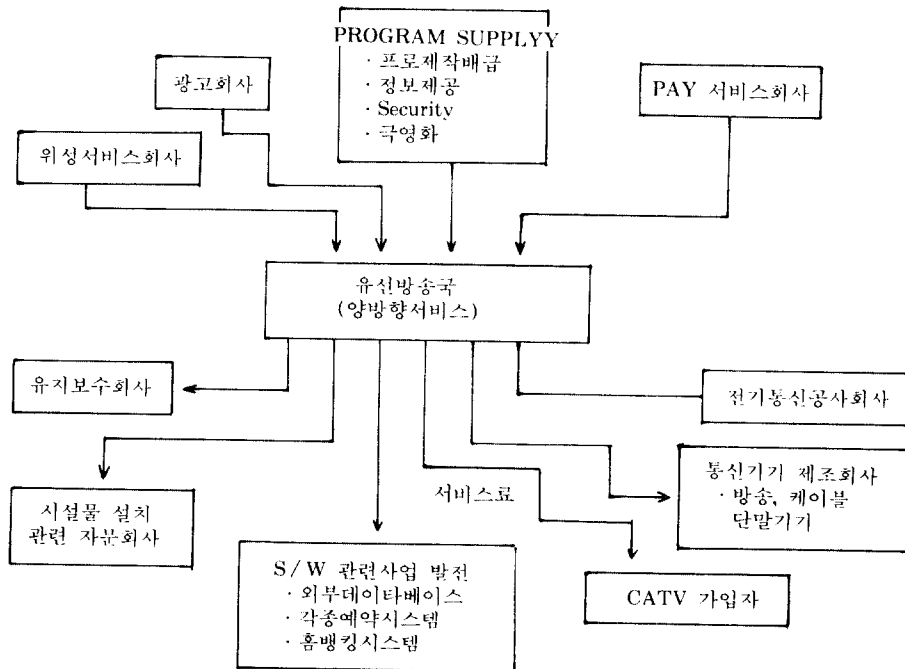 PROGRAM SUPPLYY
· 프로제작배급
· 정보제공
· Security
· 극영화
광고회사
PAY 서비스회사
위성서비스회사
유선방송국
(양방향서비스)
유지보수회사
전기통신공사회사
시설물 설치
관련 자문회사
서비스료
통신기기 제조회사
· 방송, 케이블
단말기기
S/W 관련사업 발전
· 외부데이타베이스
· 각종예약시스템
· 홈뱅킹시스템
CATV 가입자